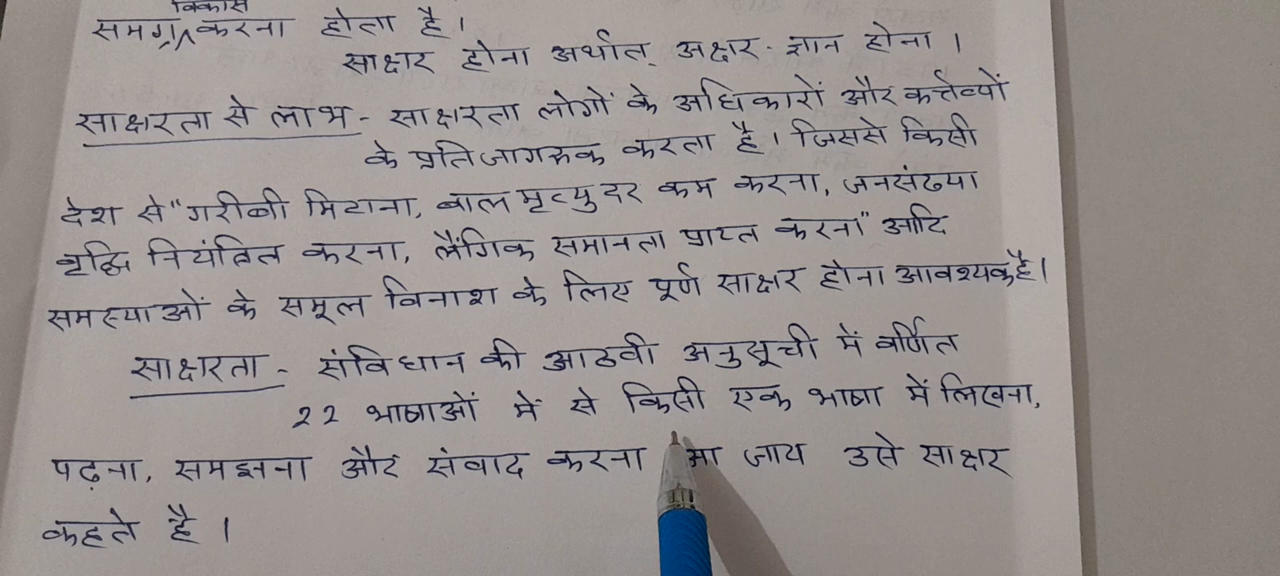 विकास
समग्र करना होता है।
साक्षर होना अर्थात् अक्षर-ज्ञान होना।
साक्षरता से लाभ - साक्षरता लोगों के अधिकारों और कर्त्तव्यों
के प्रति जागरूक करता है। जिससे किसी
देश से "गरीबी मिटाना, बाल मृत्यु दर कम करना, जनसंख्या
वृद्धि नियंत्रित करना, लैंगिक समानता प्राप्त करना" आदि
समस्याओं के समूल विनाश के लिए पूर्ण साक्षर होना आवश्यक है।
साक्षरता - संविधान की आठवी अनुसूची में वर्णित
22 भाषाओं में से किसी एक भाषा में लिखना,
पढ़ना, समझना और संवाद करना आ जाय उसे साक्षर
कहते है।